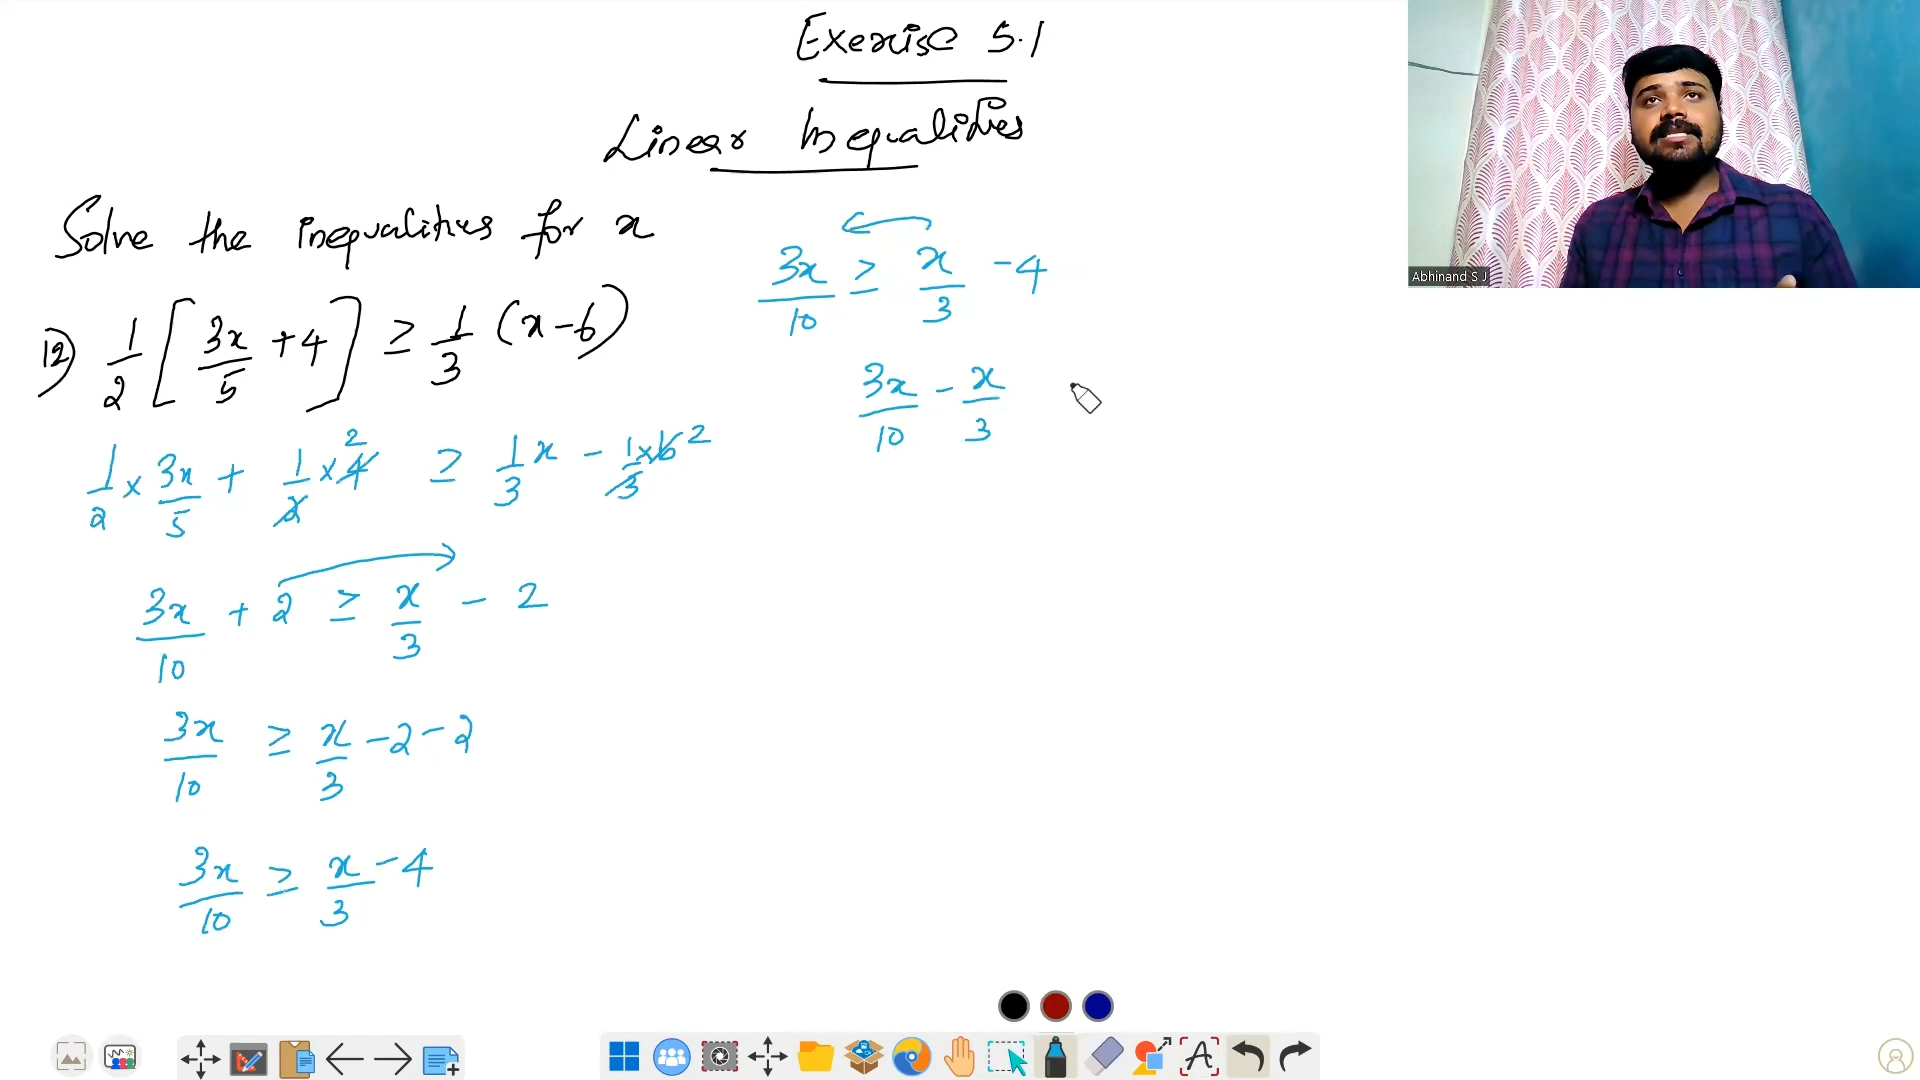 Exercise 5.1
Linear Inequalities
Solve the inequalities for x
12) 1/2 [3x/5 + 4] ≥ 1/3 (x - 6)
1/2 × 3x/5 + 1/2 × 4 2 ≥ 1/3 x - 1/3 × 6 2
3x/10 + 2 ≥ x/3 - 2
3x/10 ≥ x/3 - 2 - 2
3x/10 ≥ x/3 - 4
3x/10 ≥ x/3 - 4
3x/10 - x/3
Abhinand S J